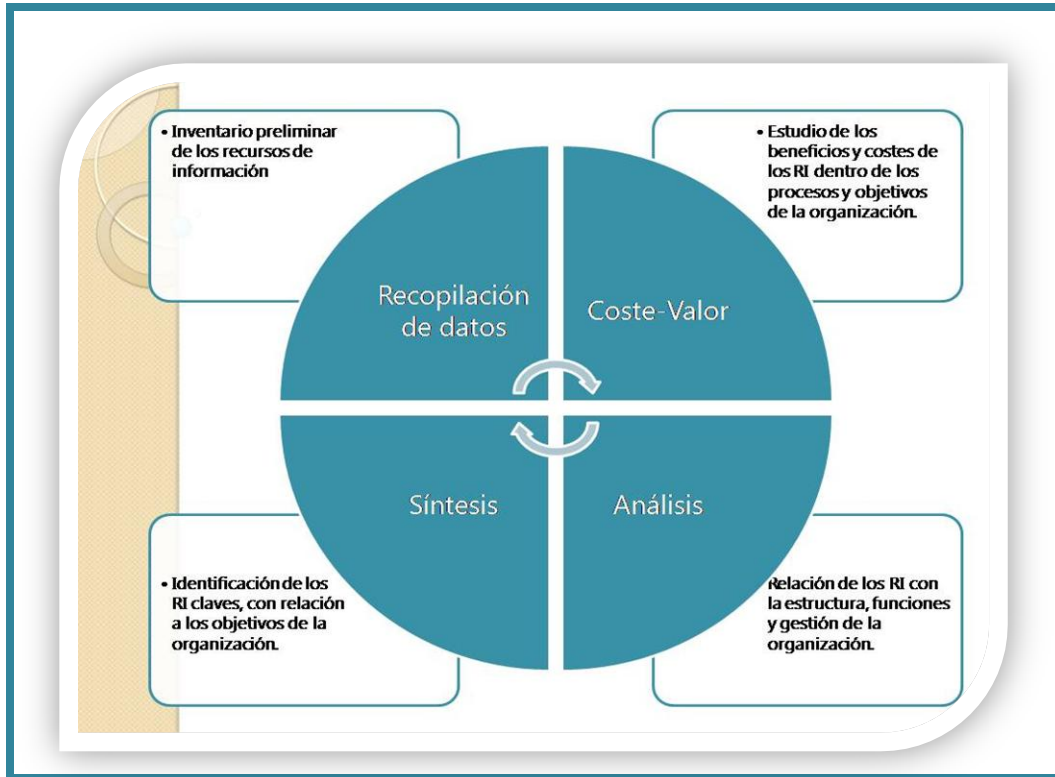 • Inventario preliminar
de los recursos de
información
• Estudio de los
beneficios y costes de
los RI dentro de los
procesos y objetivos
de la organización.
Recopilación
de datos
Coste-Valor
Síntesis
Análisis
• Identificación de los
RI claves, con relación
a los objetivos de la
organización.
Relación de los RI con
la estructura, funciones
y gestión de la
organización.